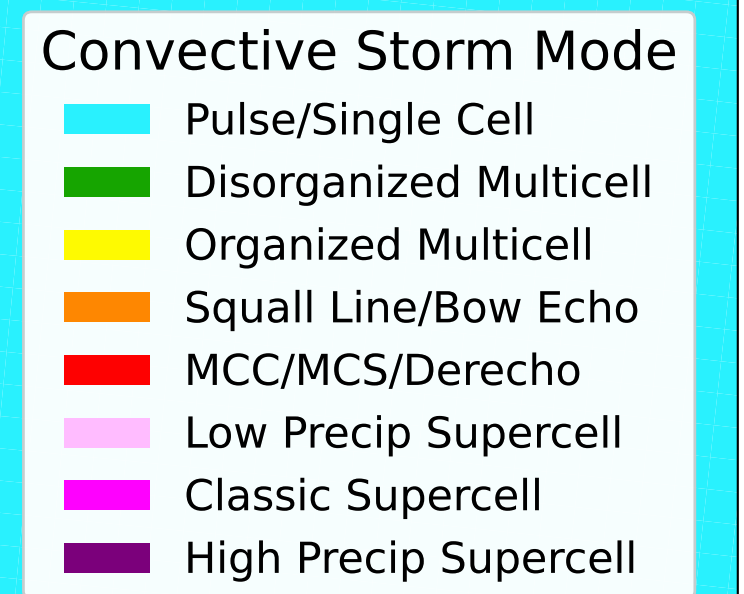 Convective Storm Mode
Pulse/Single Cell
Disorganized Multicell
Organized Multicell
Squall Line/Bow Echo
MCC/MCS/Derecho
Low Precip Supercell
Classic Supercell
High Precip Supercell